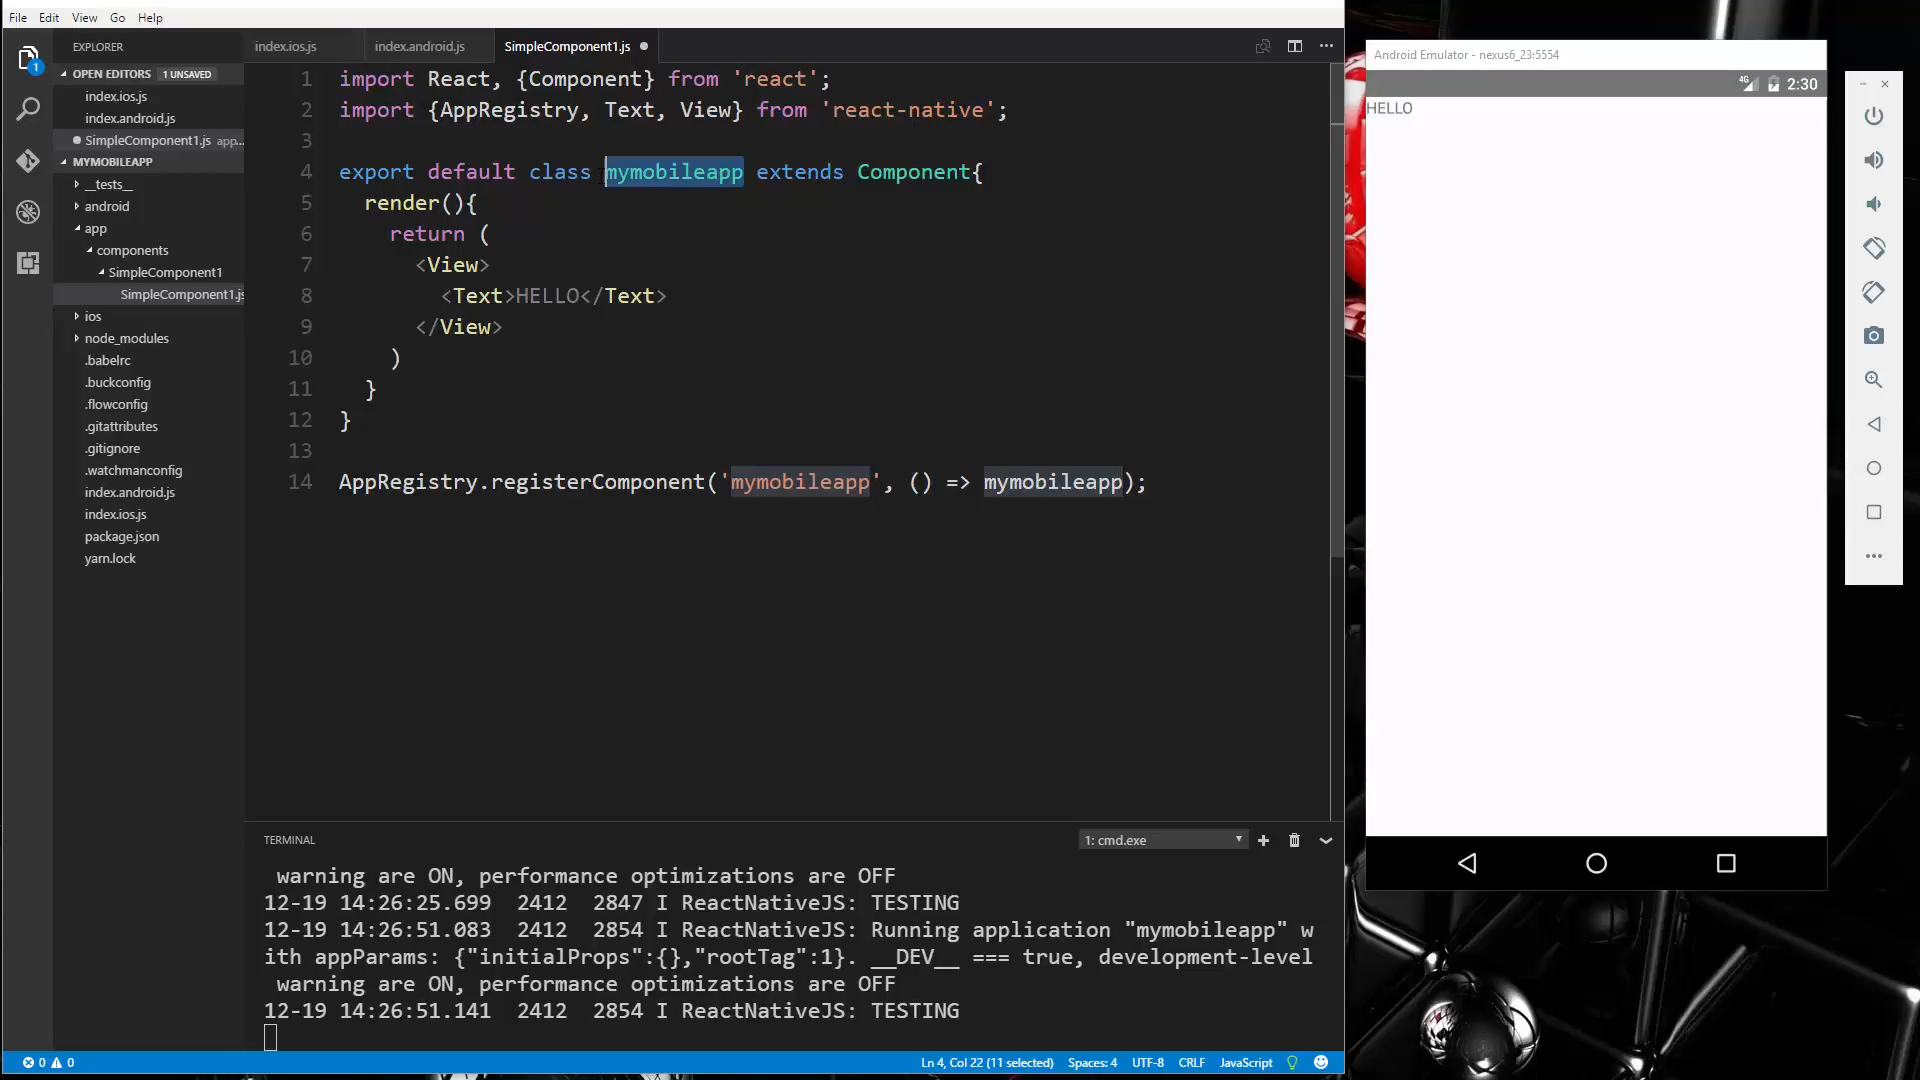 File Edit View Go Help
EXPLORER
OPEN EDITORS 1 UNSAVED
index.ios.js
index.android.js
SimpleComponent1.js app...
MYMOBILEAPP
__tests__
android
app
components
SimpleComponent1
SimpleComponent1.js
ios
node_modules
.babelrc
.buckconfig
.flowconfig
.gitattributes
.gitignore
.watchmanconfig
index.android.js
index.ios.js
package.json
yarn.lock
1
index.ios.js index.android.js SimpleComponent1.js
1 import React, {Component} from 'react';
2 import {AppRegistry, Text, View} from 'react-native';
3
4 export default class mymobileapp extends Component{
5 render(){
6 return (
7 <View>
8 <Text>HELLO</Text>
9 </View>
10 )
11 }
12 }
13
14 AppRegistry.registerComponent('mymobileapp', () => mymobileapp);
TERMINAL 1: cmd.exe
warning are ON, performance optimizations are OFF
12-19 14:26:25.699 2412 2847 I ReactNativeJS: TESTING
12-19 14:26:51.083 2412 2854 I ReactNativeJS: Running application "mymobileapp" w
ith appParams: {"initialProps":{},"rootTag":1}. __DEV__ === true, development-level
warning are ON, performance optimizations are OFF
12-19 14:26:51.141 2412 2854 I ReactNativeJS: TESTING
0 0 Ln 4, Col 22 (11 selected) Spaces: 4 UTF-8 CRLF JavaScript
Android Emulator - nexus6_23:5554
4G 2:30
HELLO